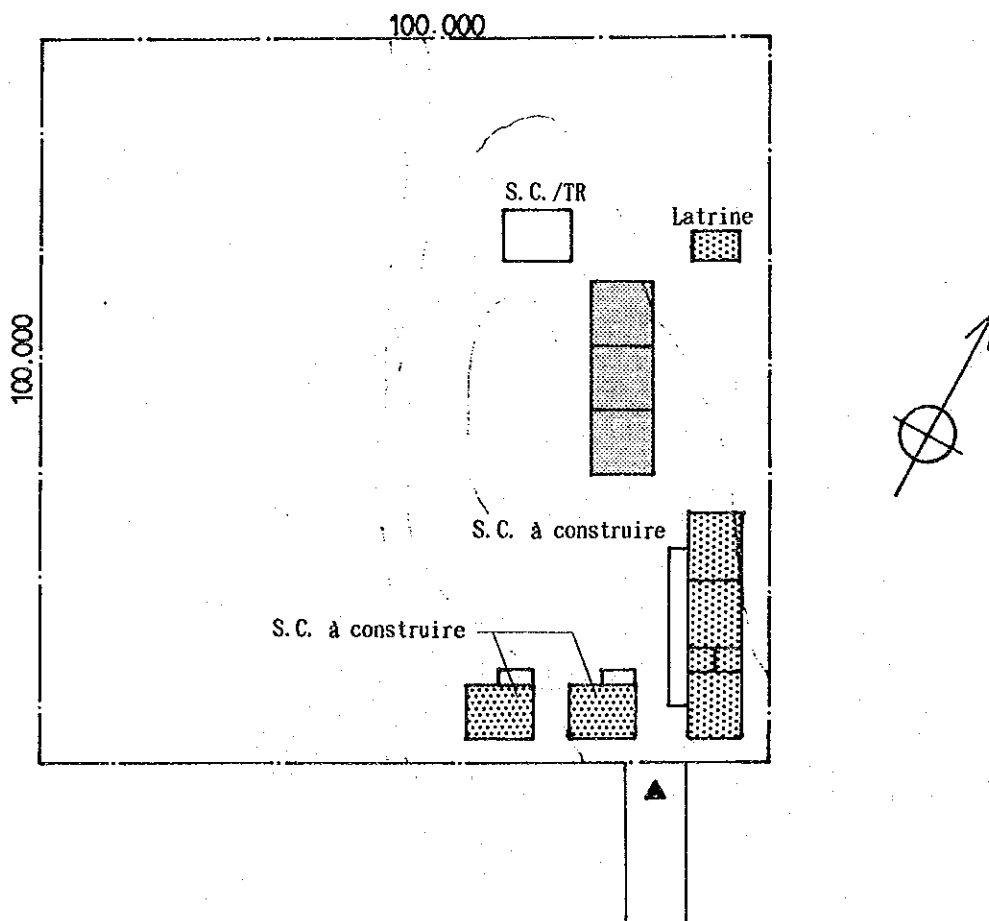 100.000
S.C./TR
Latrine
100.000
S.C. à construire
S.C. à construire